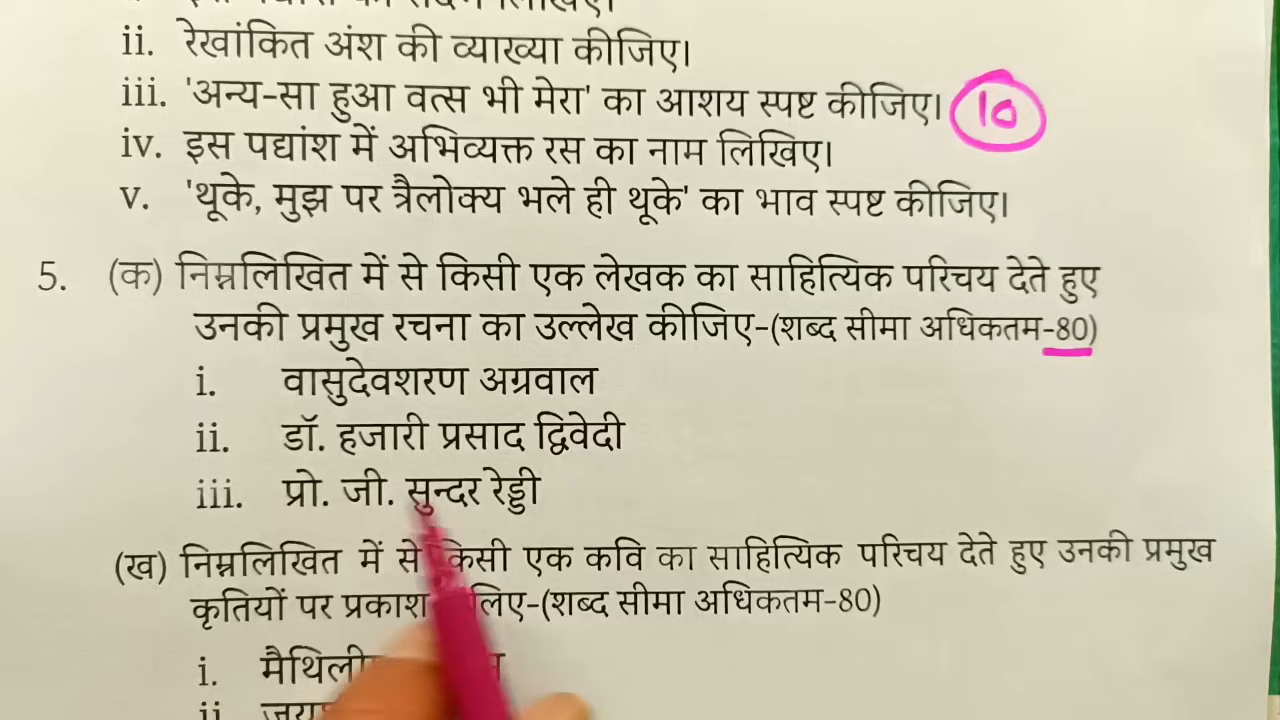 ii. रेखांकित अंश की व्याख्या कीजिए।
iii. 'अन्य-सा हुआ वत्स भी मेरा' का आशय स्पष्ट कीजिए। 10
iv. इस पद्यांश में अभिव्यक्त रस का नाम लिखिए।
v. 'थूके, मुझ पर त्रैलोक्य भले ही थूके' का भाव स्पष्ट कीजिए।
5. (क) निम्नलिखित में से किसी एक लेखक का साहित्यिक परिचय देते हुए
उनकी प्रमुख रचना का उल्लेख कीजिए-(शब्द सीमा अधिकतम-80)
i. वासुदेवशरण अग्रवाल
ii. डॉ. हजारी प्रसाद द्विवेदी
iii. प्रो. जी. सुन्दर रेड्डी
(ख) निम्नलिखित में से किसी एक कवि का साहित्यिक परिचय देते हुए उनकी प्रमुख
कृतियों पर प्रकाश लिए-(शब्द सीमा अधिकतम-80)
i.
ii